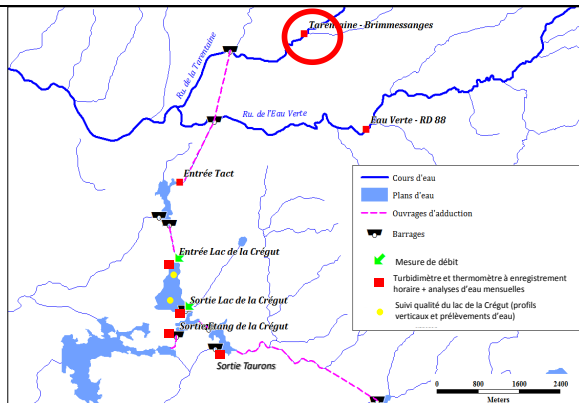 Tarentaine - Brimmessanges
Ru. de la Tarentaine
Ru. de l'Eau Verte
Eau Verte - RD 88
Entrée Tact
Entrée Lac de la Crégut
Sortie Lac de la Crégut
Sortie Etang de la Crégut
Sortie Taurons
Cours d'eau
Plans d'eau
Ouvrages d'adduction
Barrages
Mesure de débit
Turbidimètre et thermomètre à enregistrement
horaire + analyses d'eau mensuelles
Suivi qualité du lac de la Crégut (profils
verticaux et prélèvements d'eau)
0 800 1600 2400
Meters